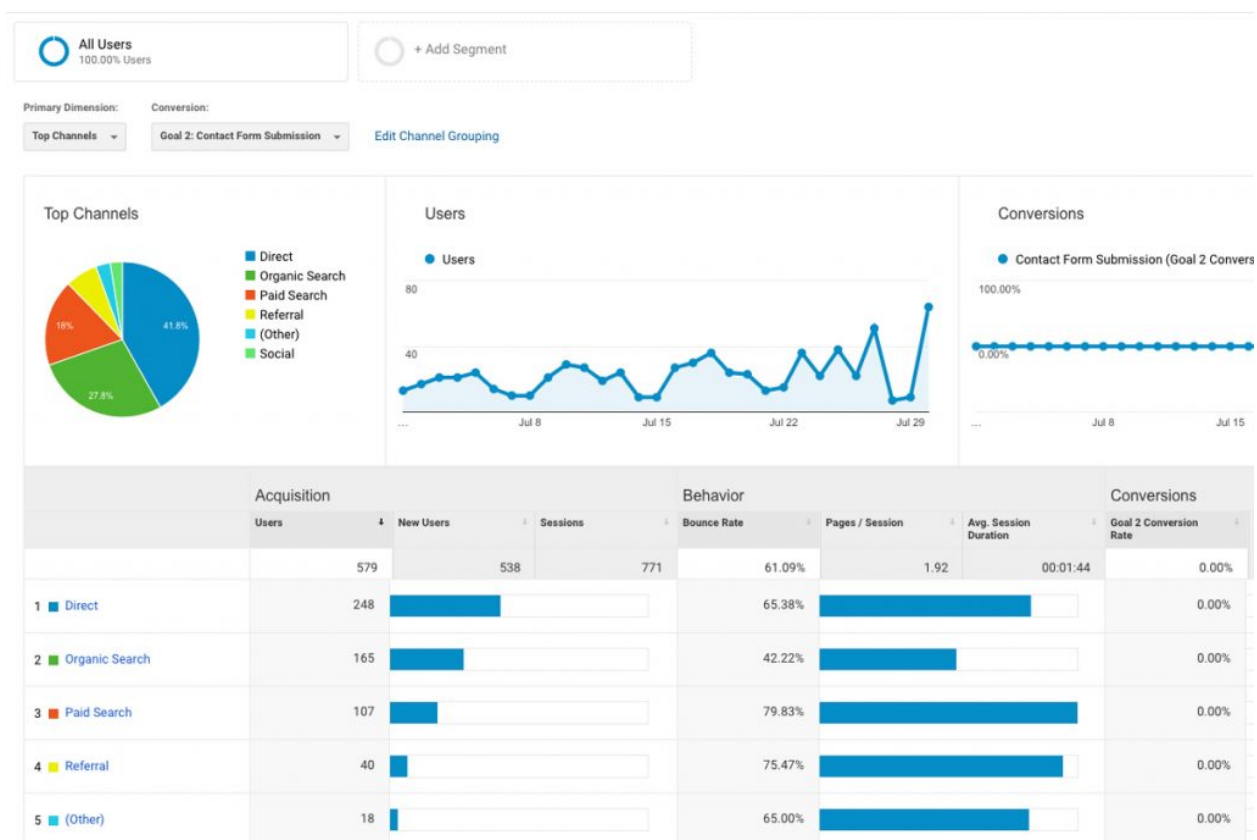 All Users
100.00% Users
+ Add Segment
Primary Dimension:
Conversion:
Top Channels
Goal 2: Contact Form Submission
Edit Channel Grouping
Top Channels
41.8%
27.8%
18%
Direct
Organic Search
Paid Search
Referral
(Other)
Social
Users
Users
80
40
...
Jul 8
Jul 15
Jul 22
Jul 29
Conversions
Contact Form Submission (Goal 2 Convers
100.00%
0.00%
...
Jul 8
Jul 15
Acquisition Behavior Conversions
Users New Users Sessions Bounce Rate Pages / Session Avg. Session Duration Goal 2 Conversion Rate
579 538 771 61.09% 1.92 00:01:44 0.00%
1 Direct 248 65.38% 0.00%
2 Organic Search 165 42.22% 0.00%
3 Paid Search 107 79.83% 0.00%
4 Referral 40 75.47% 0.00%
5 (Other) 18 65.00% 0.00%